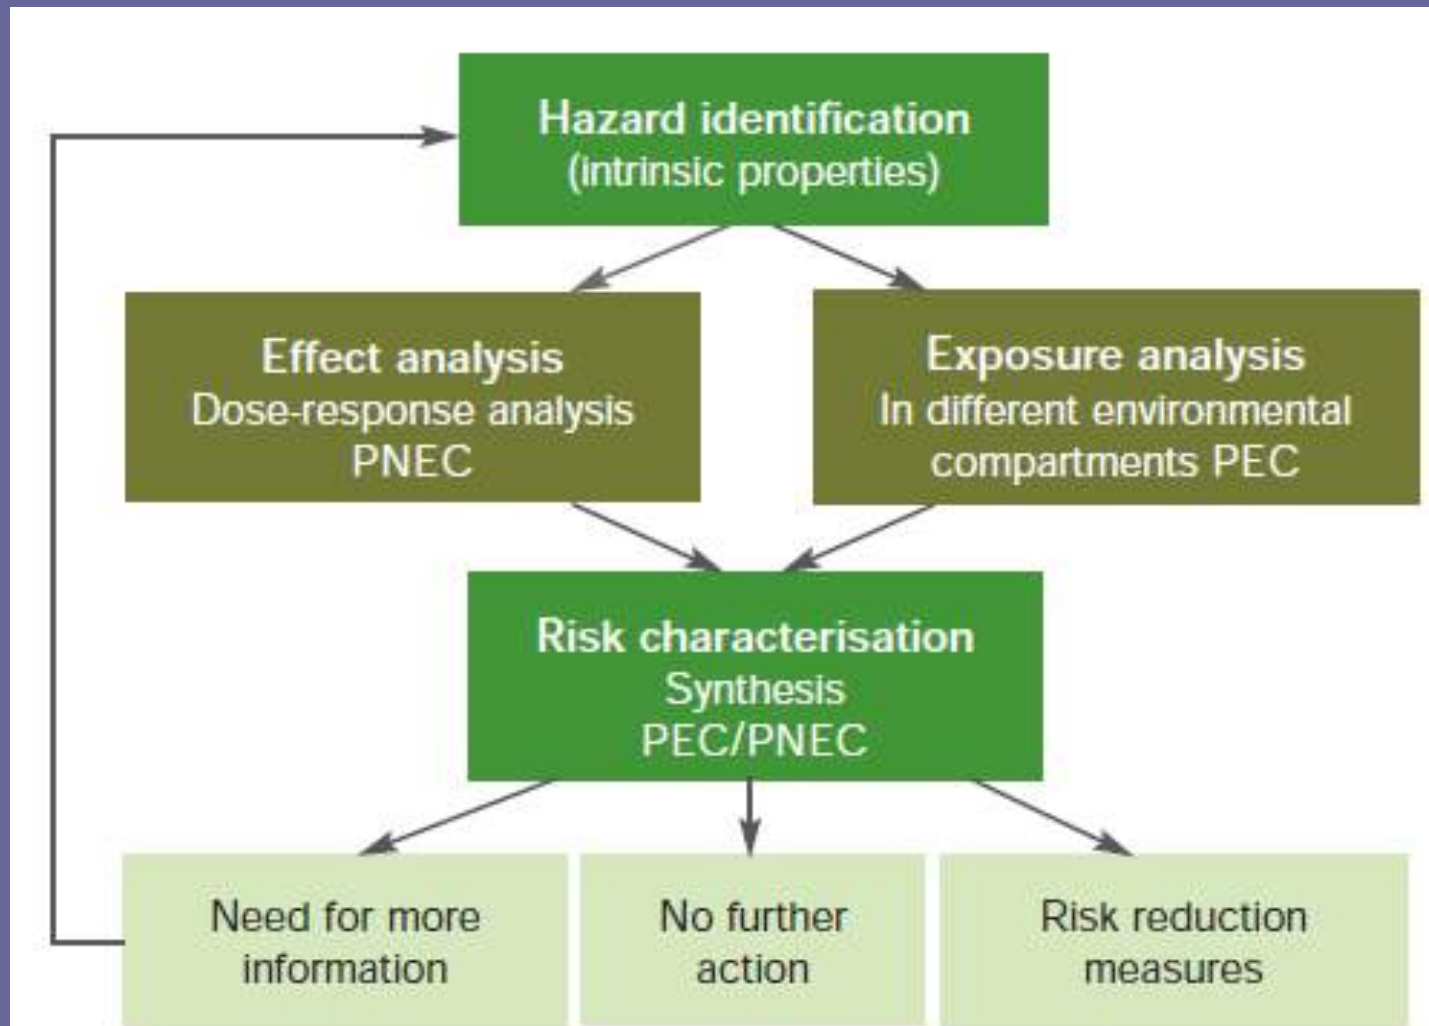 Hazard identification
(intrinsic properties)
Effect analysis
Dose-response analysis
PNEC
Exposure analysis
In different environmental
compartments PEC
Risk characterisation
Synthesis
PEC/PNEC
Need for more
information
No further
action
Risk reduction
measures